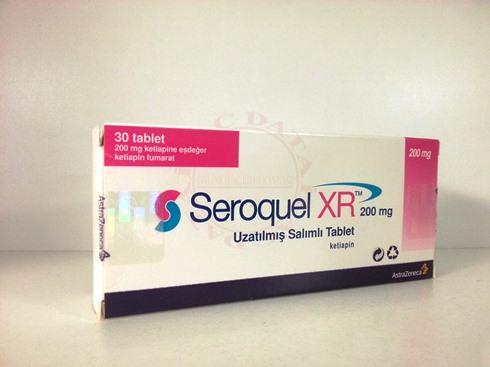 30 tablet
200 mg ketiapine eşdeğer
ketiapin fumarat
200 mg
Seroquel XR™ 200 mg
Uzatılmış Salımlı Tablet
ketiapin
AstraZeneca
AstraZeneca